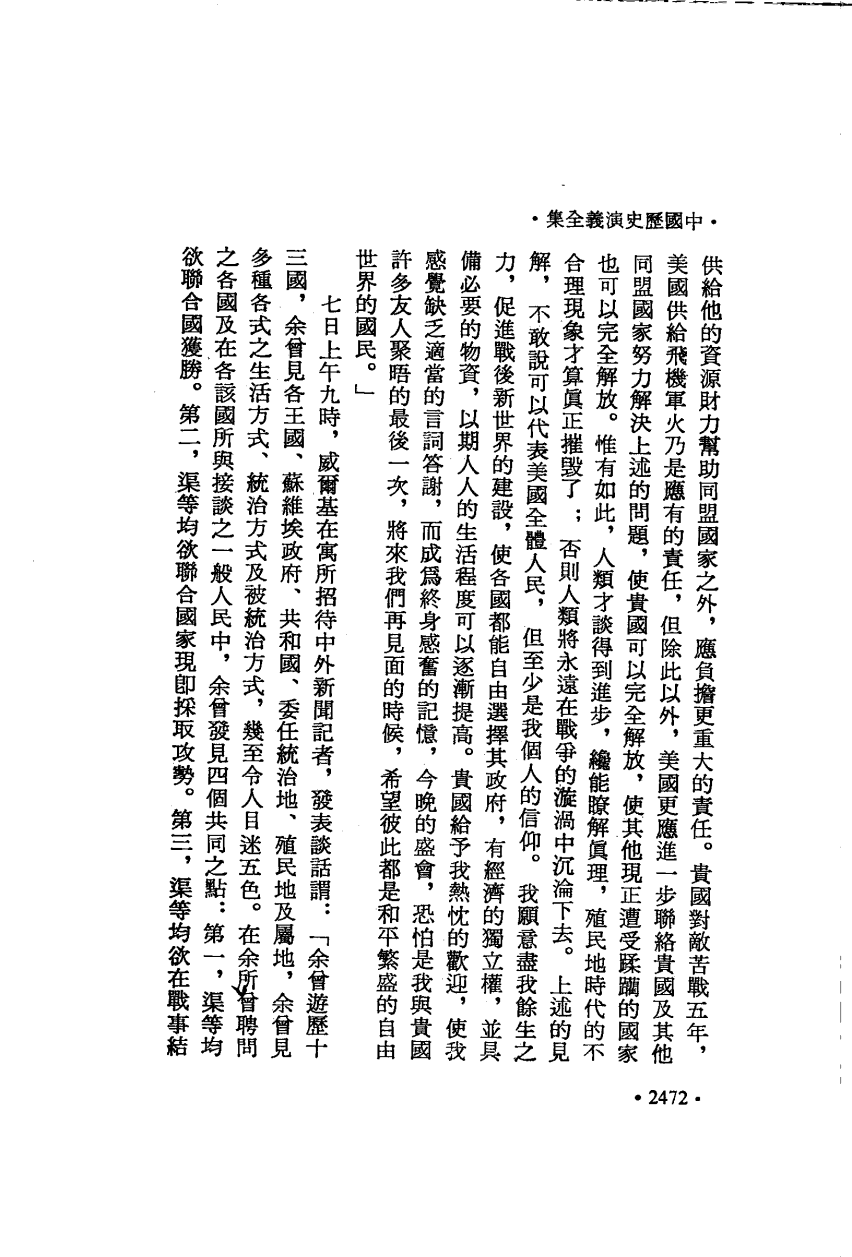 •中國歷史演義全集•
供給他的資源財力幫助同盟國家之外，應負擔更重大的責任。貴國對敵苦戰五年，
美國供給飛機軍火乃是應有的責任，但除此以外，美國更應進一步聯絡貴國及其他
同盟國家努力解決上述的問題，使貴國可以完全解放，使其他現正遭受蹂躪的國家
也可以完全解放。惟有如此，人類才談得到進步，纔能瞭解眞理，殖民地時代的不
合理現象才算眞正摧毀了；否則人類將永遠在戰爭的漩渦中沉淪下去。上述的見
解，不敢說可以代表美國全體人民，但至少是我個人的信仰。我願意盡我餘生之
力，促進戰後新世界的建設，使各國都能自由選擇其政府，有經濟的獨立權，並具
備必要的物資，以期人人的生活程度可以逐漸提高。貴國給予我熱忱的歡迎，使我
感覺缺乏適當的言詞答謝，而成爲終身感奮的記憶，今晚的盛會，恐怕是我與貴國
許多友人聚晤的最後一次，將來我們再見面的時候，希望彼此都是和平繁盛的自由
世界的國民。」
七日上午九時，威爾基在寓所招待中外新聞記者，發表談話謂：「余曾遊歷十
三國，余曾見各王國、蘇維埃政府、共和國、委任統治地、殖民地及屬地，余曾見
多種各式之生活方式、統治方式及被統治方式，幾至令人目迷五色。在余所曾聘問
之各國及在各該國所與接談之一般人民中，余曾發見四個共同之點：第一，渠等均
欲聯合國獲勝。第二，渠等均欲聯合國家現卽採取攻勢。第三，渠等均欲在戰事結
•2472•